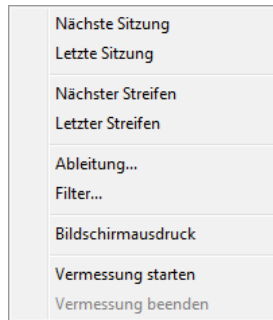 Nächste Sitzung
Letzte Sitzung
Nächster Streifen
Letzter Streifen
Ableitung...
Filter...
Bildschirmausdruck
Vermessung starten
Vermessung beenden